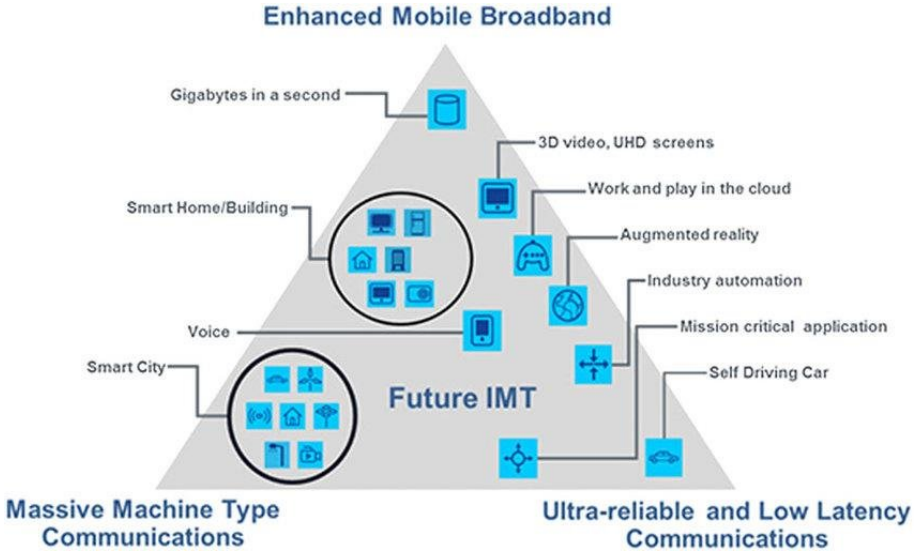 Enhanced Mobile Broadband
Gigabytes in a second
3D video, UHD screens
Work and play in the cloud
Smart Home/Building
Augmented reality
Industry automation
Mission critical application
Voice
Smart City
Self Driving Car
Future IMT
Massive Machine Type
Communications
Ultra-reliable and Low Latency
Communications